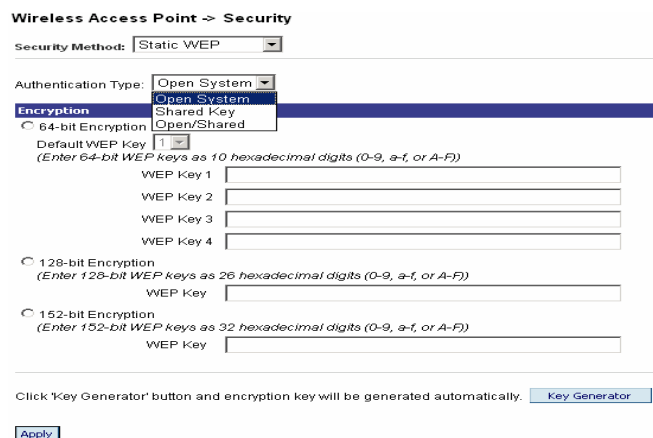 Wireless Access Point -> Security
Security Method: Static WEP
Authentication Type: Open System
Open System
Shared Key
Open/Shared
Encryption
64-bit Encryption
Default WEP Key 1
(Enter 64-bit WEP keys as 10 hexadecimal digits (0-9, a-f, or A-F))
WEP Key 1
WEP Key 2
WEP Key 3
WEP Key 4
128-bit Encryption
(Enter 128-bit WEP keys as 26 hexadecimal digits (0-9, a-f, or A-F))
WEP Key
152-bit Encryption
(Enter 152-bit WEP keys as 32 hexadecimal digits (0-9, a-f, or A-F))
WEP Key
Click 'Key Generator' button and encryption key will be generated automatically. Key Generator
Apply